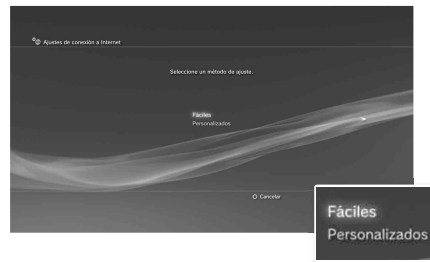 Ajustes de conexión a Internet
Seleccione un método de ajuste.
Fáciles
Personalizados
Cancelar
Fáciles
Personalizados